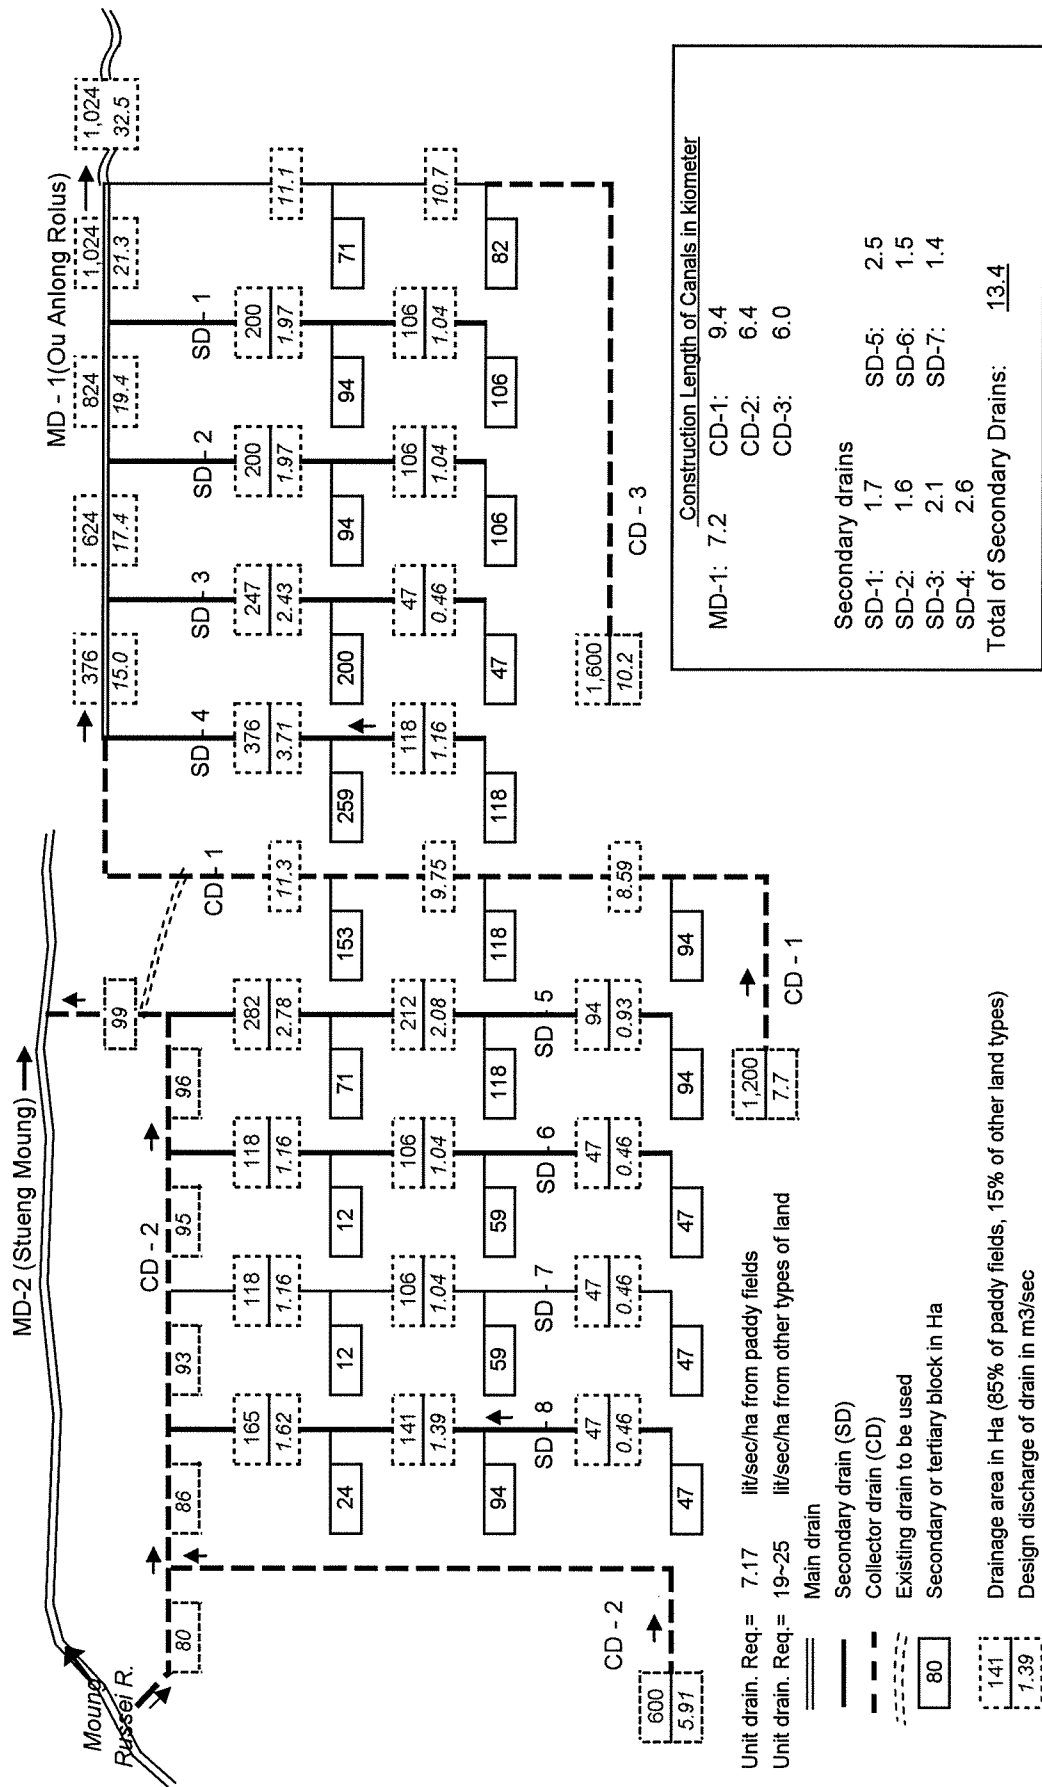 MD-2 (Stueng Moung)
MD - 1(Ou Anlong Rolus)
Moung
Russei R.
80
86
93
CD - 2
95
96
99
376
15.0
624
17.4
824
19.4
1,024
21.3
1,024
32.5
CD - 1
SD - 4
SD - 3
SD - 2
SD - 1
165
1.62
118
1.16
118
1.16
282
2.78
11.3
376
3.71
247
2.43
200
1.97
200
1.97
11.1
24
12
12
71
153
259
200
94
94
71
141
1.39
106
1.04
106
1.04
212
2.08
9.75
118
1.16
47
0.46
106
1.04
106
1.04
10.7
94
59
59
118
118
118
47
106
106
82
SD - 8
SD - 7
SD - 6
SD - 5
47
0.46
47
0.46
47
0.46
94
0.93
8.59
1,600
10.2
CD - 3
47
47
47
94
94
CD - 2
600
5.91
1,200
7.7
CD - 1
Unit drain. Req.= 7.17 lit/sec/ha from paddy fields
Unit drain. Req.= 19~25 lit/sec/ha from other types of land
Main drain
Secondary drain (SD)
Collector drain (CD)
Existing drain to be used
80 Secondary or tertiary block in Ha
141 Drainage area in Ha (85% of paddy fields, 15% of other land types)
1.39 Design discharge of drain in m3/sec
Construction Length of Canals in kiometer
MD-1: 7.2 CD-1: 9.4
CD-2: 6.4
CD-3: 6.0
Secondary drains
SD-1: 1.7 SD-5: 2.5
SD-2: 1.6 SD-6: 1.5
SD-3: 2.1 SD-7: 1.4
SD-4: 2.6
Total of Secondary Drains: 13.4